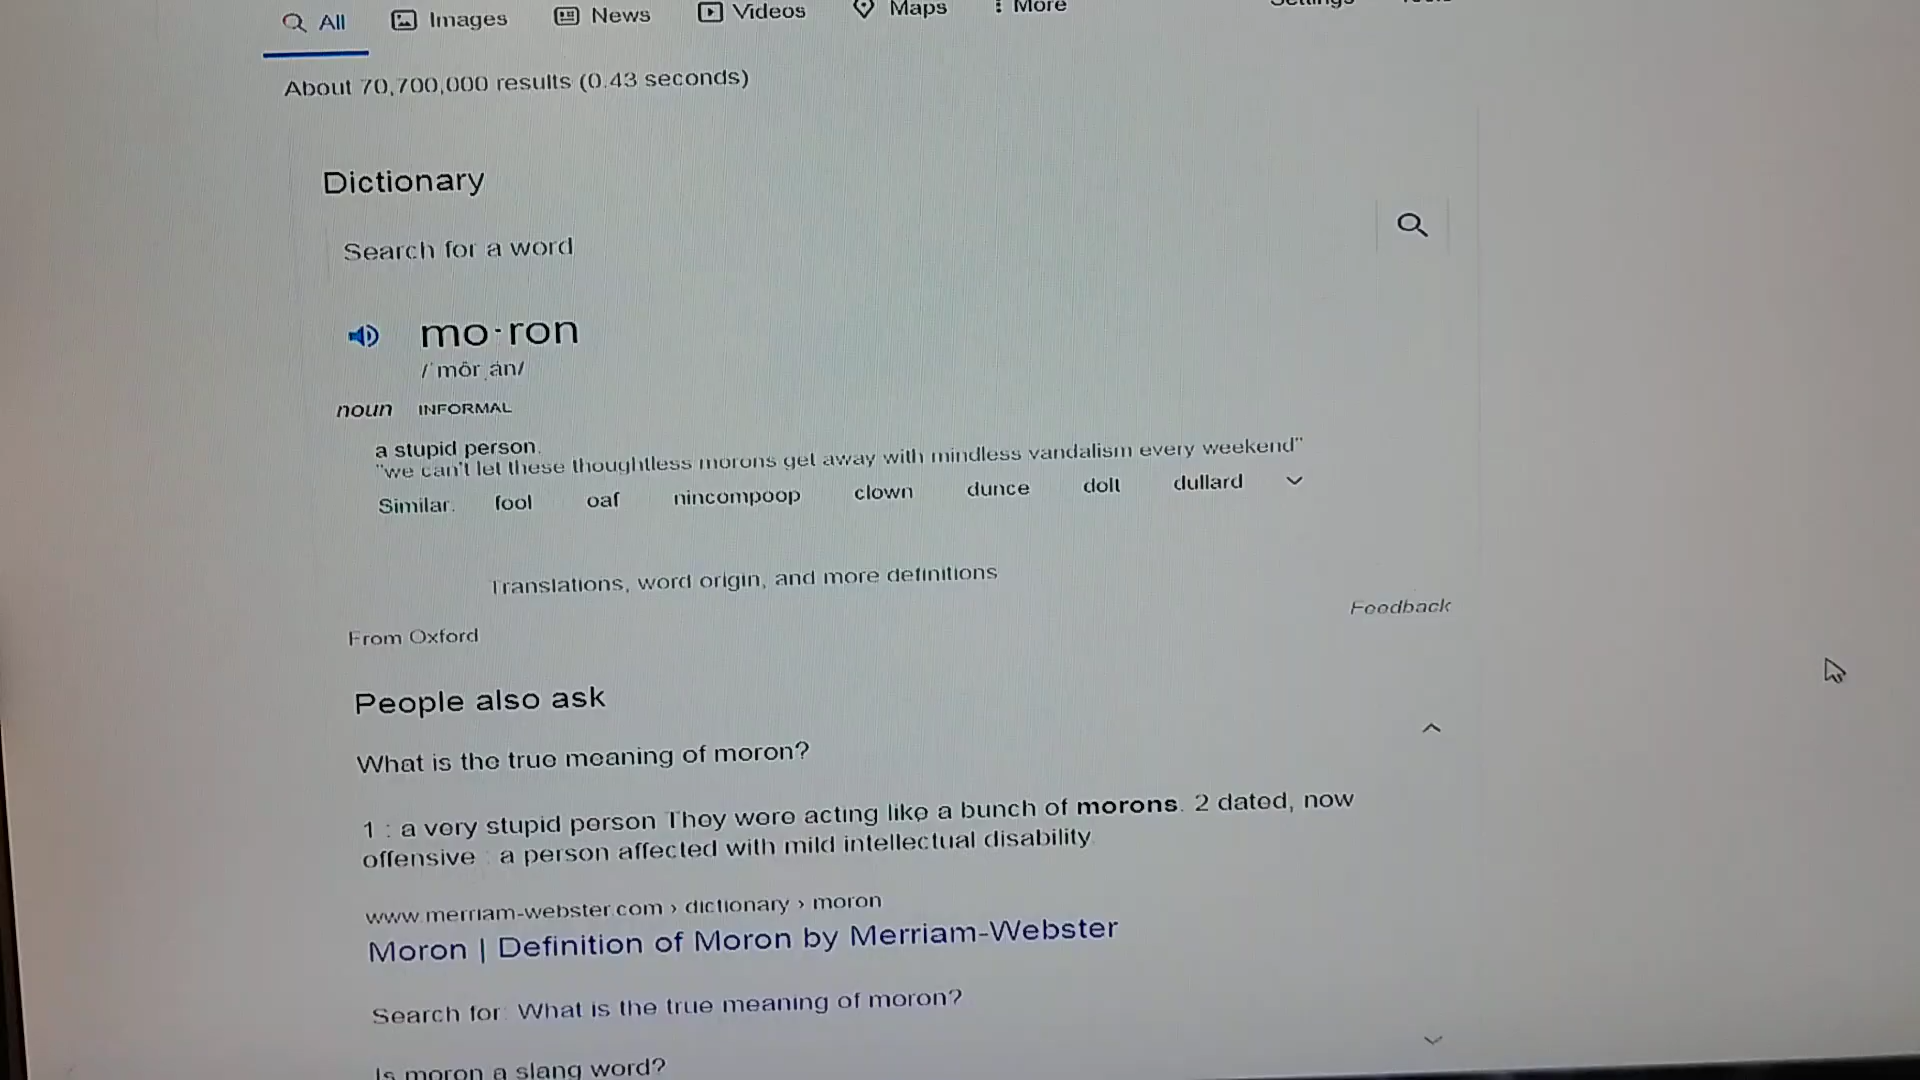 All Images News Videos Maps More
About 70,700,000 results (0.43 seconds)
Dictionary
Search for a word
mo·ron
/ˈmôrˌän/
noun INFORMAL
a stupid person.
"we can't let these thoughtless morons get away with mindless vandalism every weekend"
Similar: fool oaf nincompoop clown dunce dolt dullard
Translations, word origin, and more definitions
Feedback
From Oxford
People also ask
What is the true meaning of moron?
1 : a very stupid person They were acting like a bunch of morons. 2 dated, now
offensive : a person affected with mild intellectual disability.
www.merriam-webster.com › dictionary › moron
Moron | Definition of Moron by Merriam-Webster
Search for: What is the true meaning of moron?
Is moron a slang word?